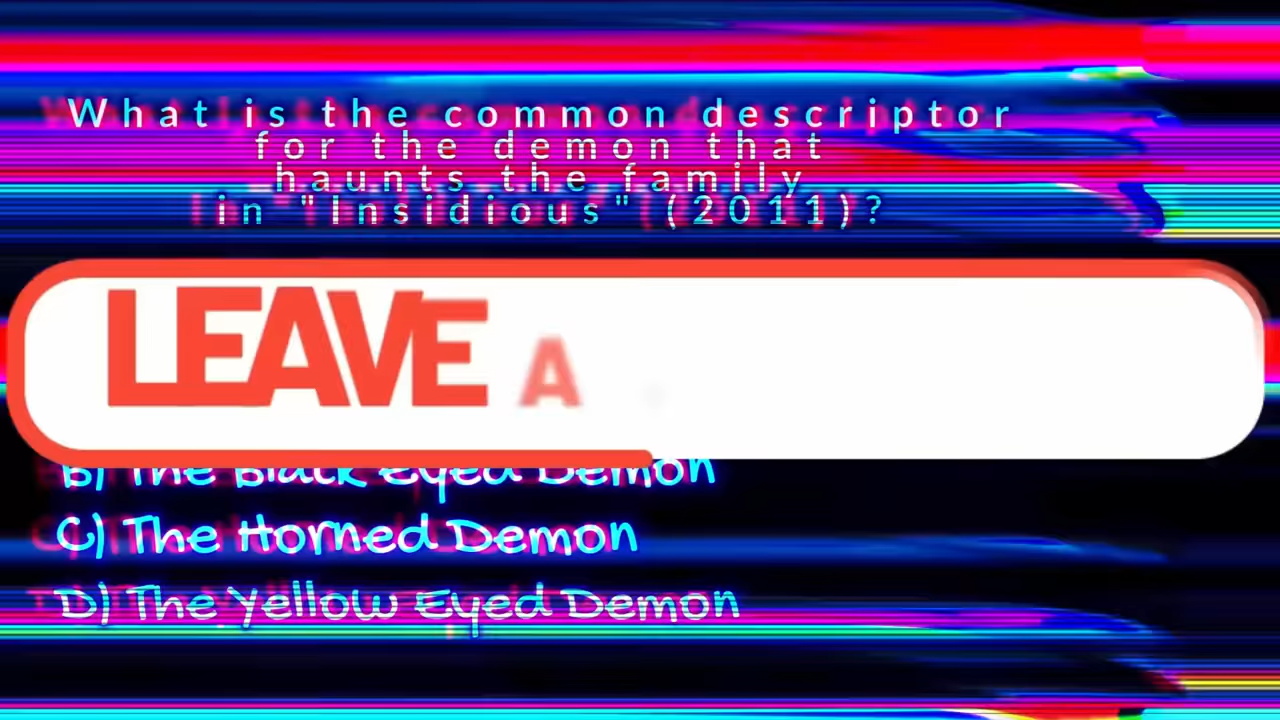 What is the common descriptor
for the demon that
haunts the family
in "Insidious" (2011)?
LEAVE A
B) The Black Eyed Demon
C) The Horned Demon
D) The Yellow Eyed Demon